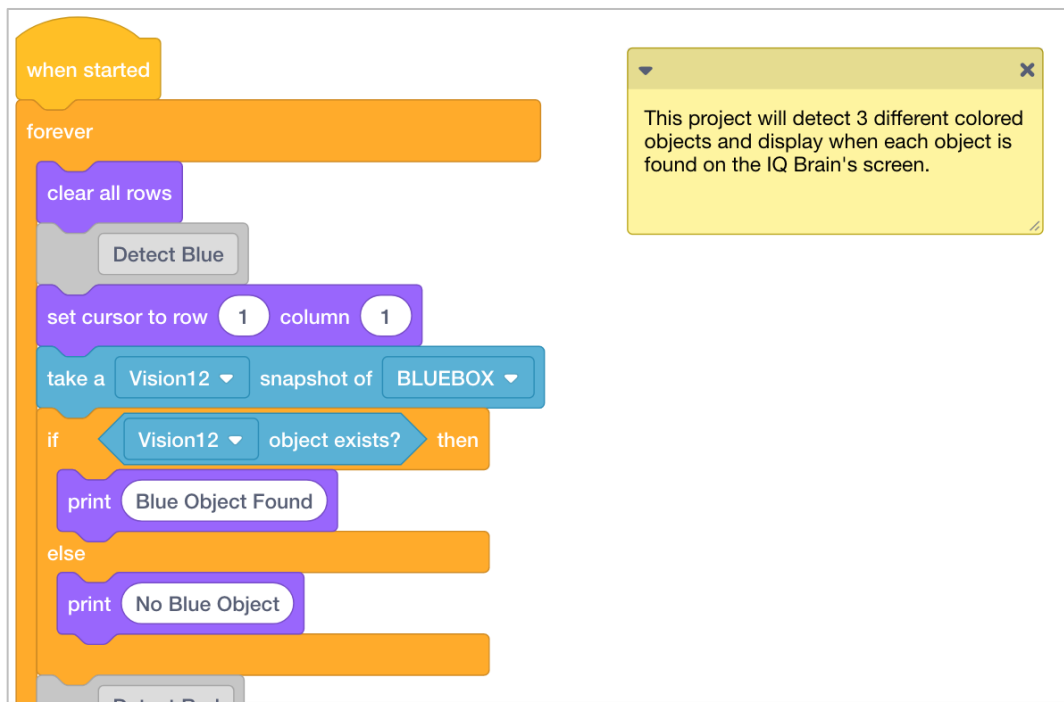 when started
forever
clear all rows
Detect Blue
set cursor to row 1 column 1
take a Vision12 snapshot of BLUEBOX
if Vision12 object exists? then
print Blue Object Found
else
print No Blue Object
This project will detect 3 different colored
objects and display when each object is
found on the IQ Brain's screen.